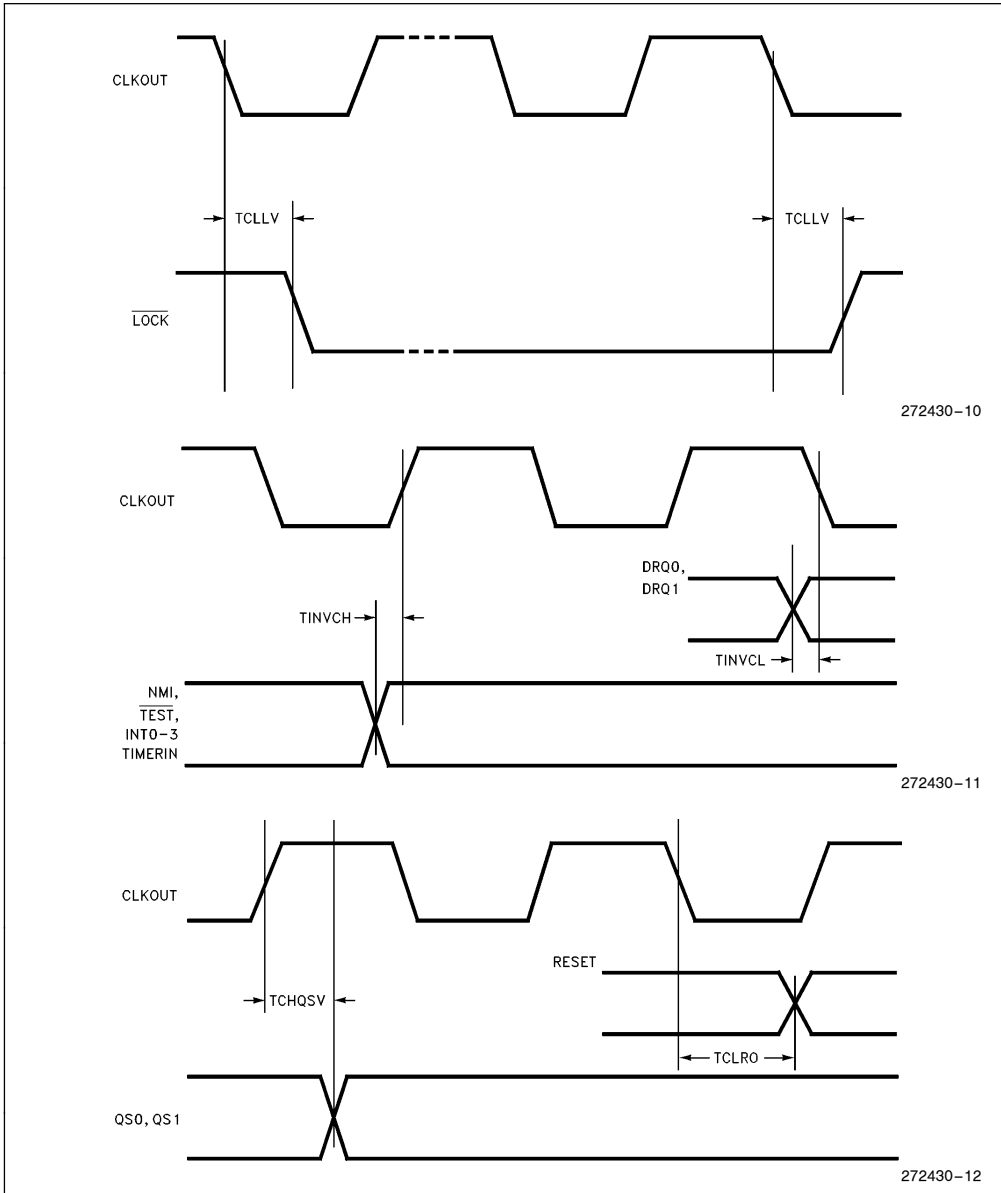 CLKOUT
TCLLV
TCLLV
LOCK
272430–10
CLKOUT
DRQ0,
DRQ1
TINVCH
TINVCL
NMI,
TEST,
INT0-3
TIMERIN
272430–11
CLKOUT
RESET
TCHQSV
TCLRO
QS0, QS1
272430–12